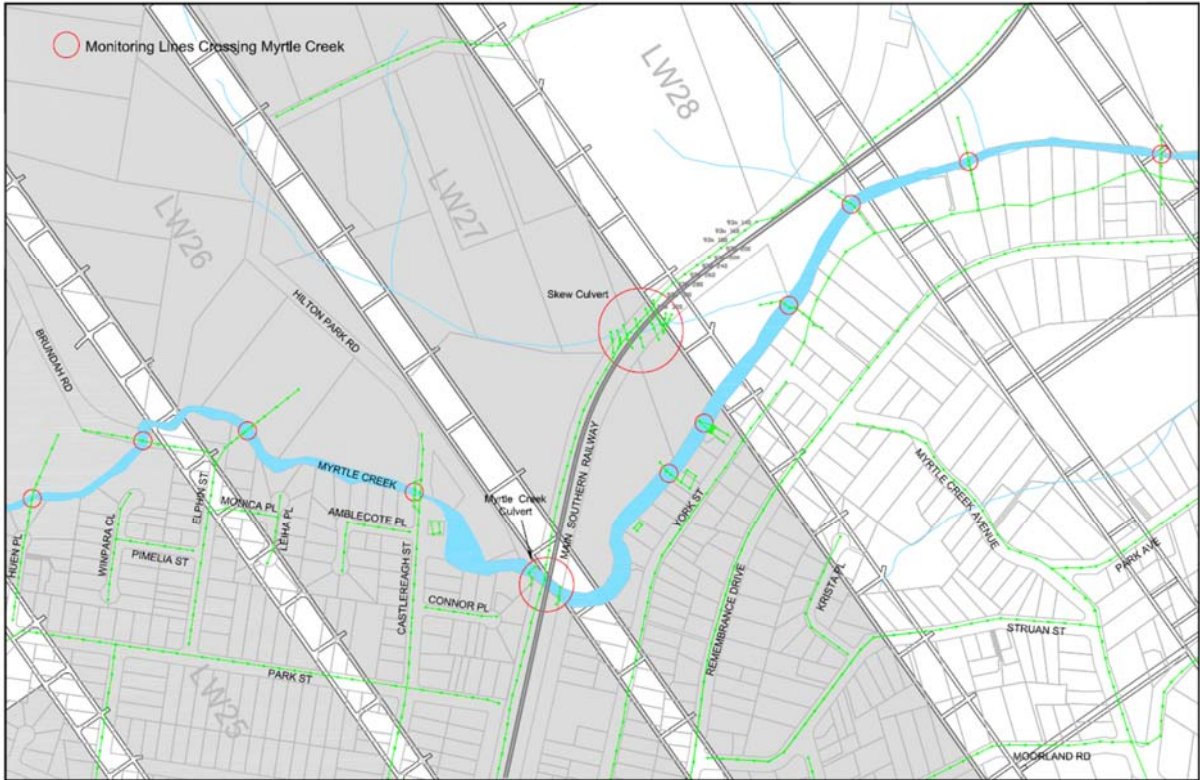 Monitoring Lines Crossing Myrtle Creek
LW28
LW27
LW26
Skew Culvert
HILTON PARK RD
BRUNDAH RD
MAIN SOUTHERN RAILWAY
MYRTLE CREEK
Myrtle Creek
Culvert
MYRTLE CREEK AVENUE
YORK ST
ELPHIN ST
MONICA PL
LEIHA PL
AMBLECOTE PL
HUEN PL
WINPARA CL
PIMELIA ST
CASTLEREAGH ST
CONNOR PL
KRISTA PL
PARK AVE
REMEMBRANCE DRIVE
STRUAN ST
PARK ST
LW25
MOORLAND RD